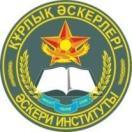 ҚҰРЛЫҚ ӘСКЕРЛЕРІ
ӘСКЕРИ ИНСТИТУТЫ